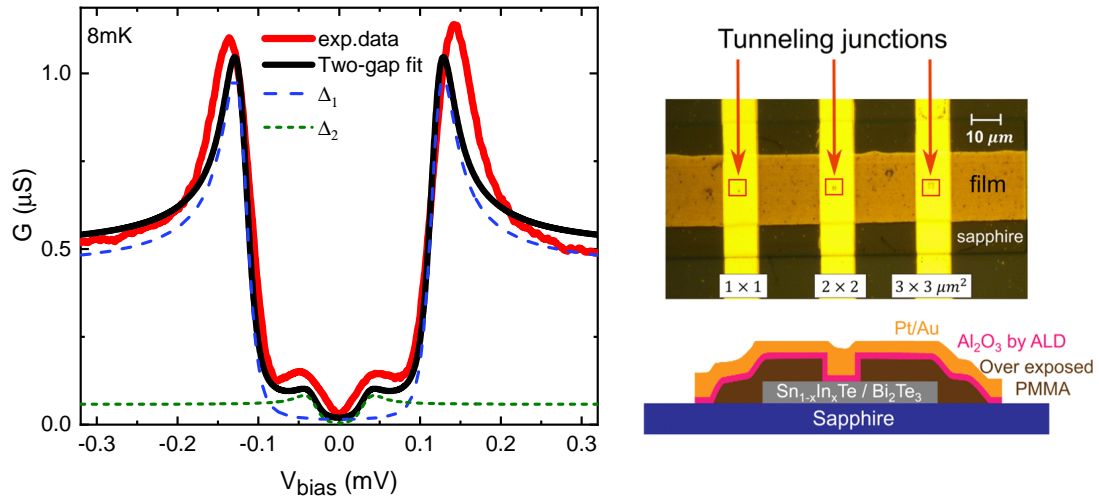 8mK
exp.data
Two-gap fit
Δ₁
Δ₂
G (μS)
1.0
0.5
0.0
-0.3
-0.2
-0.1
0.0
0.1
0.2
0.3
V_bias (mV)
Tunneling junctions
10 μm
film
sapphire
1 × 1
2 × 2
3 × 3 μm²
Pt/Au
Al₂O₃ by ALD
Over exposed
PMMA
Sn₁₋ₓInₓTe / Bi₂Te₃
Sapphire